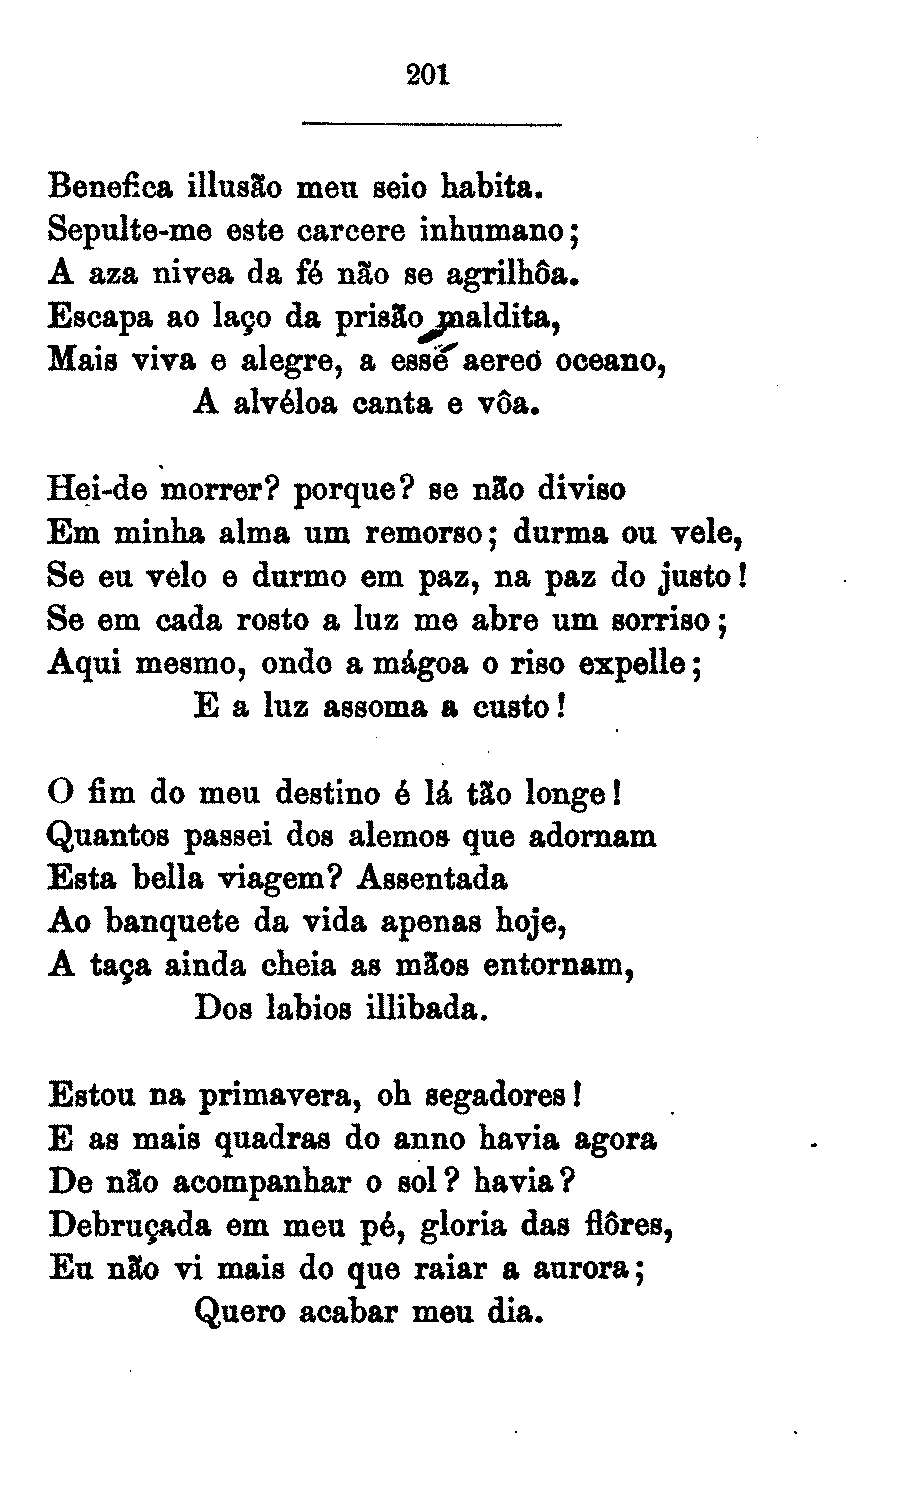 201
Benefica illusão meu seio habita.
Sepulte-me este carcere inhumano;
A aza nivea da fé não se agrilhôa.
Escapa ao laço da prisão maldita,
Mais viva e alegre, a esse aereo oceano,
A alvéloa canta e vôa.
Hei-de morrer? porque? se não diviso
Em minha alma um remorso; durma ou vele,
Se eu velo e durmo em paz, na paz do justo!
Se em cada rosto a luz me abre um sorriso;
Aqui mesmo, ondo a mágoa o riso expelle;
E a luz assoma a custo!
O fim do meu destino é lá tão longe!
Quantos passei dos alemos que adornam
Esta bella viagem? Assentada
Ao banquete da vida apenas hoje,
A taça ainda cheia as mãos entornam,
Dos labios illibada.
Estou na primavera, oh segadores!
E as mais quadras do anno havia agora
De não acompanhar o sol? havia?
Debruçada em meu pé, gloria das flôres,
Eu não vi mais do que raiar a aurora;
Quero acabar meu dia.